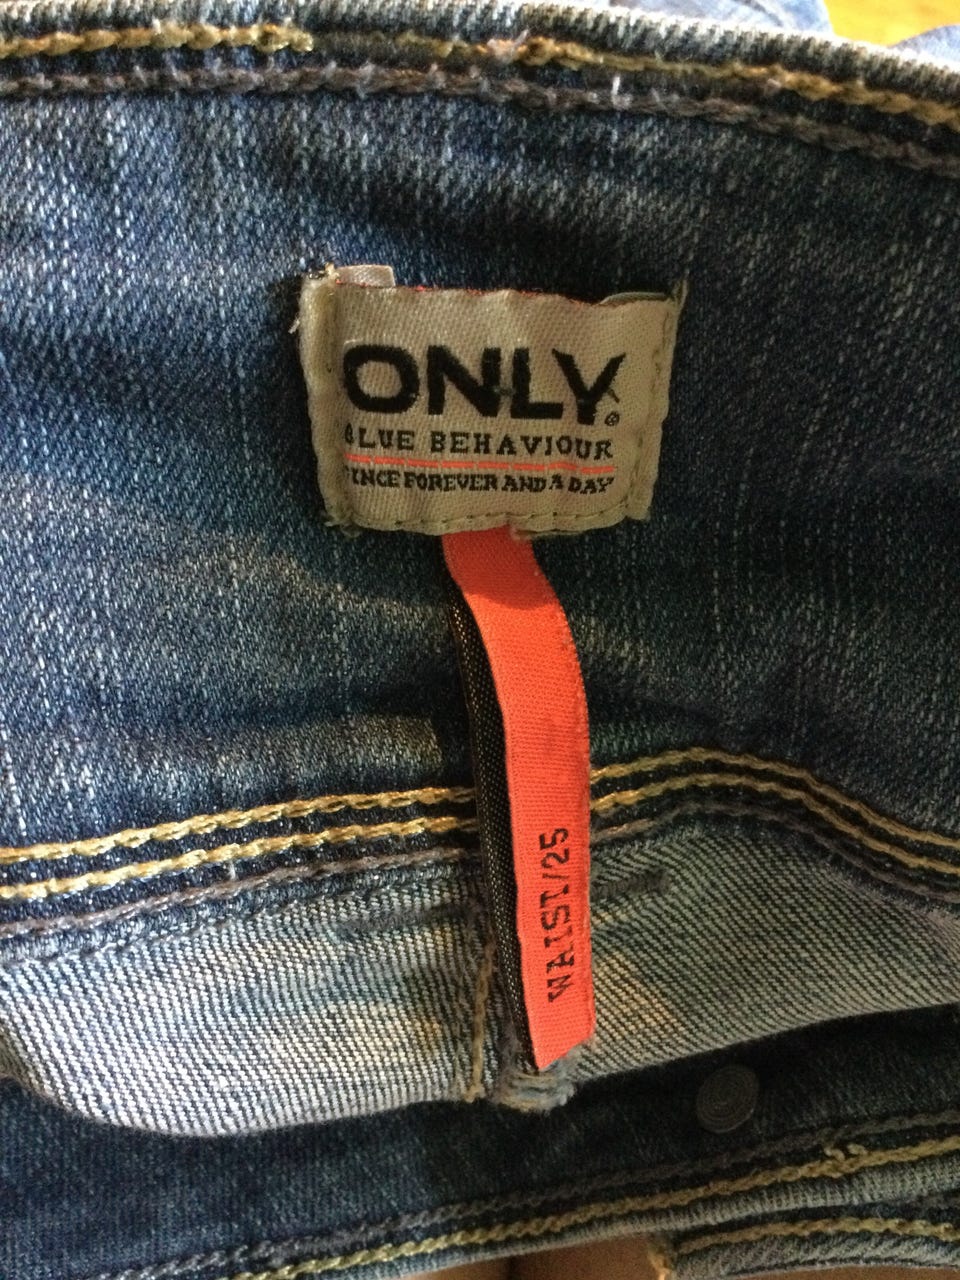 ONLY®
BLUE BEHAVIOUR
SINCE FOREVER AND A DAY
WAIST/25